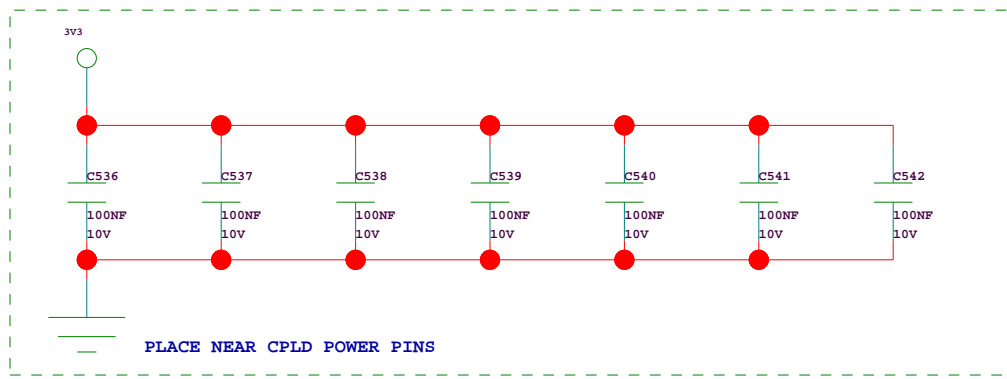 3V3
C536 C537 C538 C539 C540 C541 C542
100NF 100NF 100NF 100NF 100NF 100NF 100NF
10V 10V 10V 10V 10V 10V 10V
PLACE NEAR CPLD POWER PINS